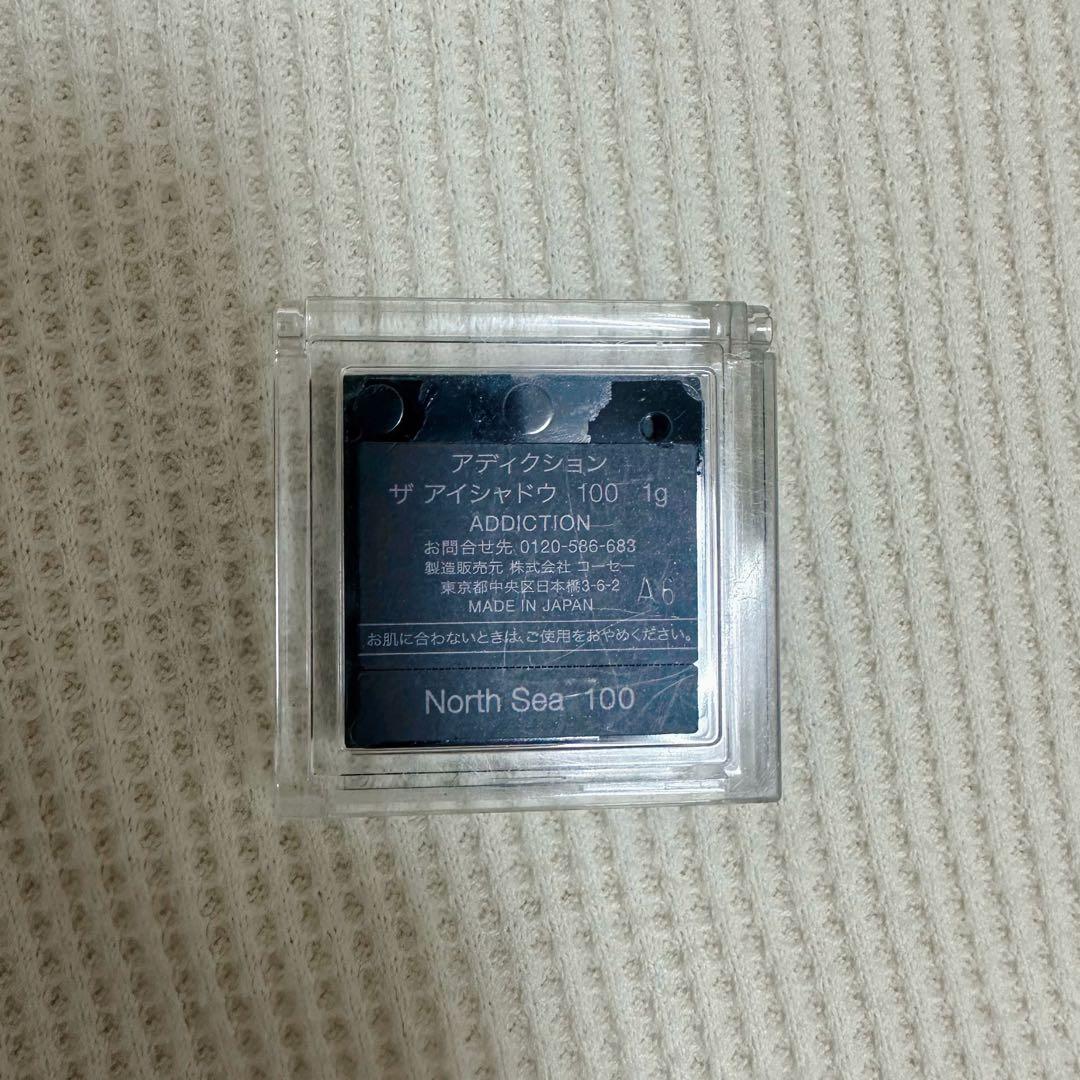 アディクション
ザ アイシャドウ 100 1g
ADDICTION
お問合せ先 0120-586-683
製造販売元 株式会社 コーセー
東京都中央区日本橋3-6-2
A6
MADE IN JAPAN
お肌に合わないときは、ご使用をおやめください。
North Sea 100